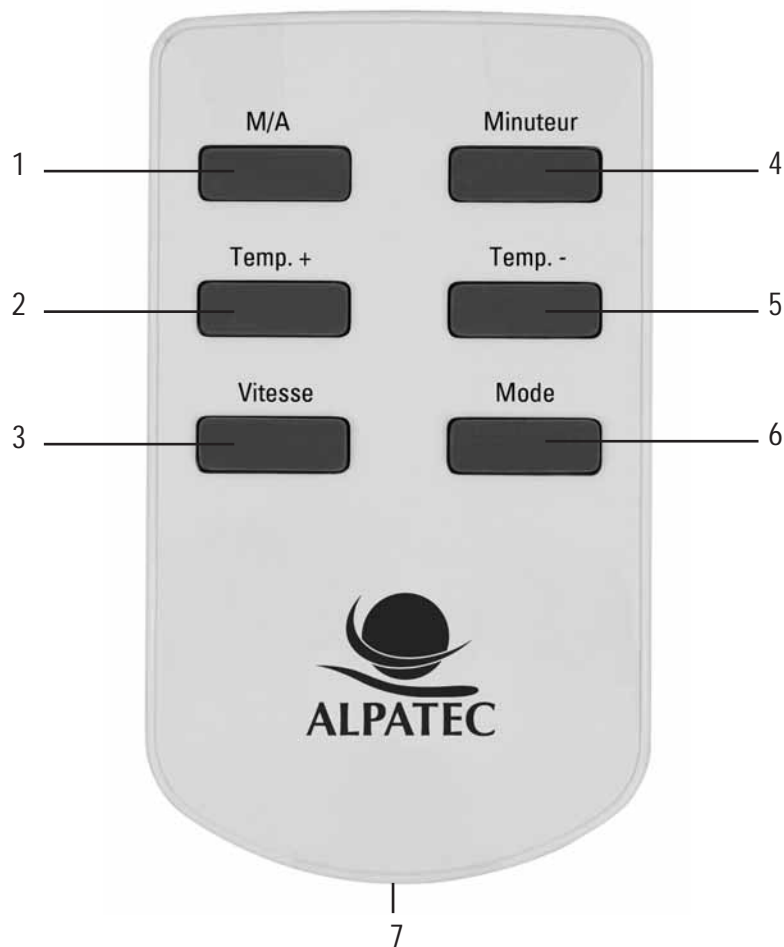 M/A Minuteur
1 4
Temp. + Temp. -
2 5
Vitesse Mode
3 6
ALPATEC
7